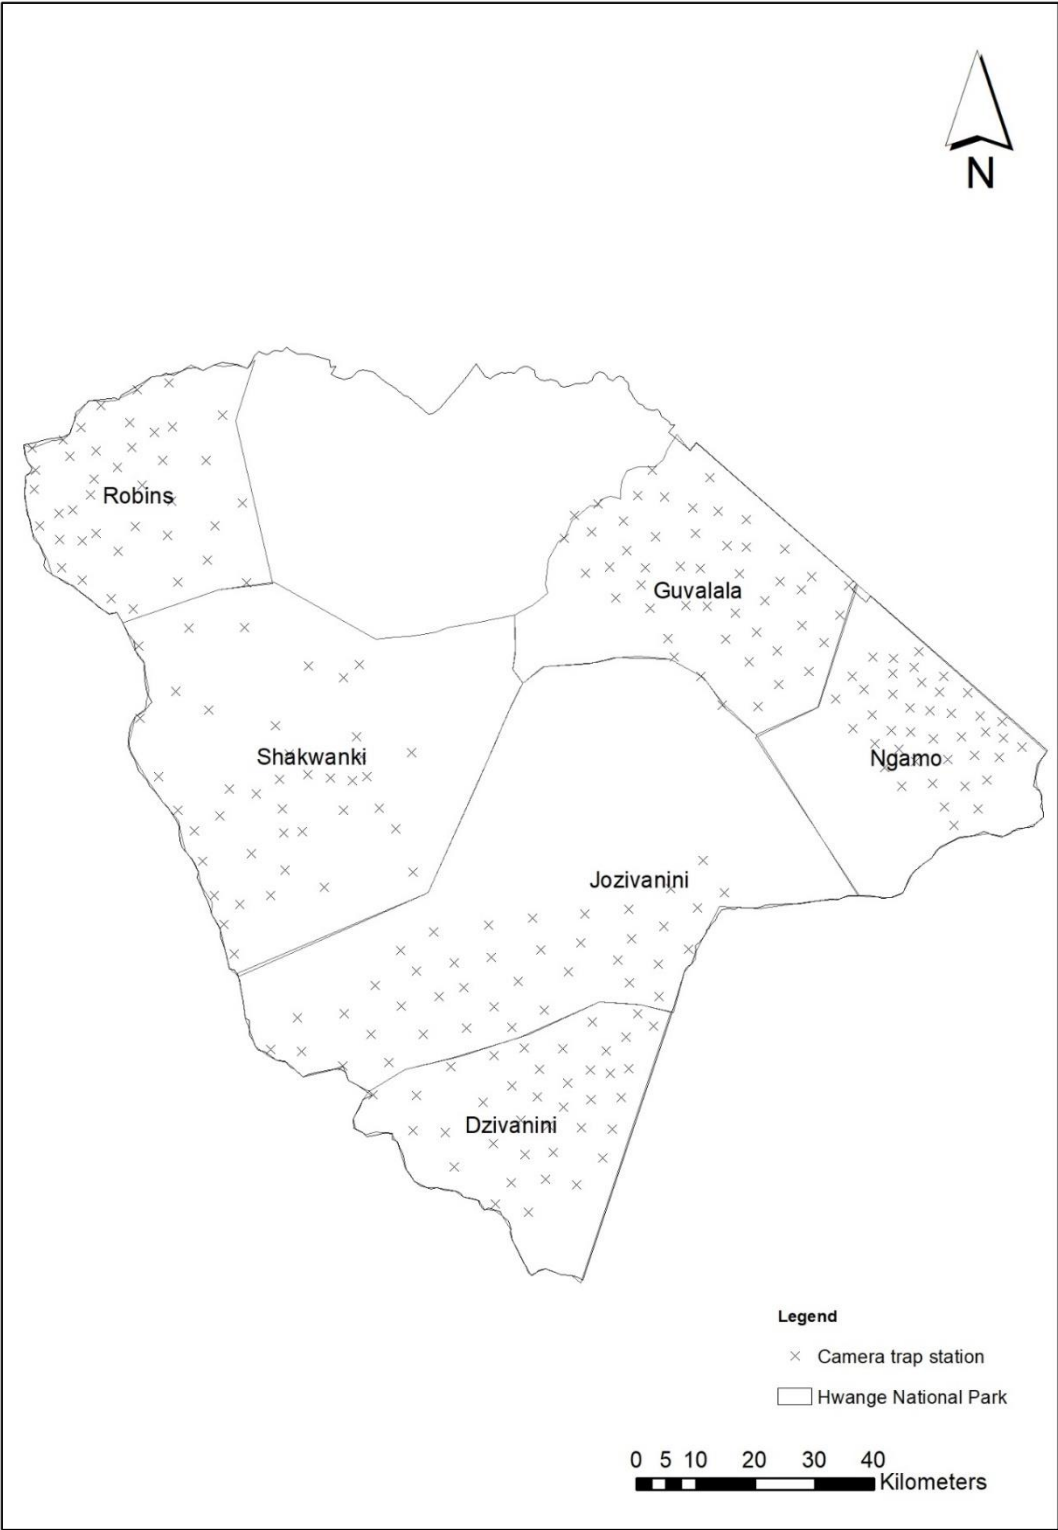 N
Robins
Guvalala
Shakwanki
Ngamo
Jozivanini
Dzivanini
Legend
Camera trap station
Hwange National Park
0 5 10 20 30 40
Kilometers